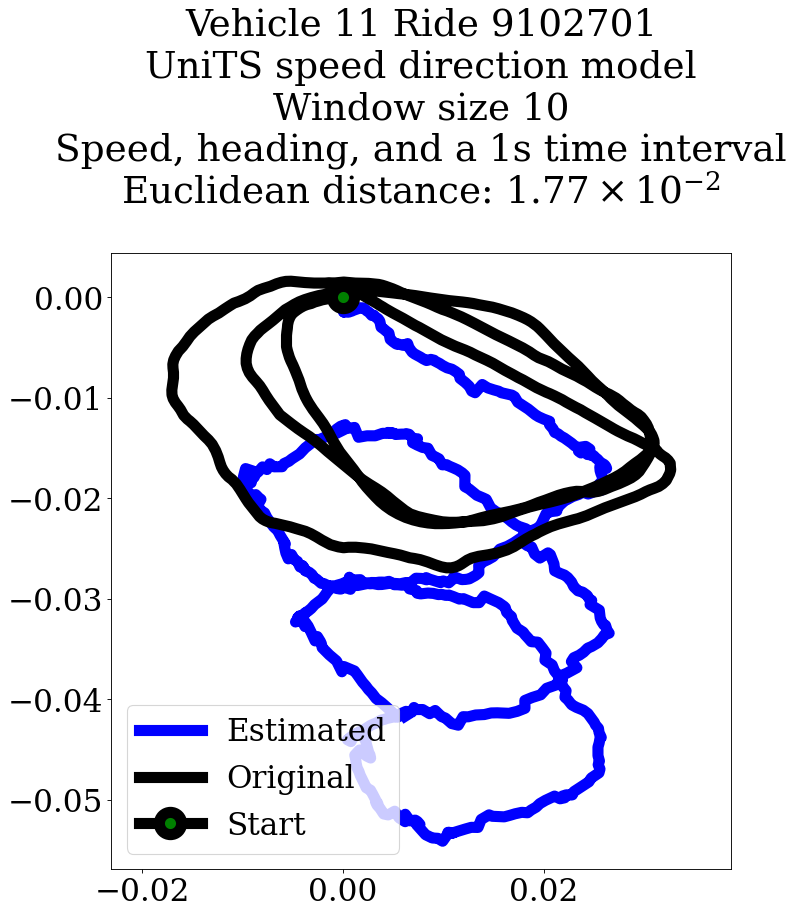 Vehicle 11 Ride 9102701
UniTS speed direction model
Window size 10
Speed, heading, and a 1s time interval
Euclidean distance: 1.77 × 10⁻²
0.00
−0.01
−0.02
−0.03
−0.04
−0.05
Estimated
Original
Start
−0.02 0.00 0.02